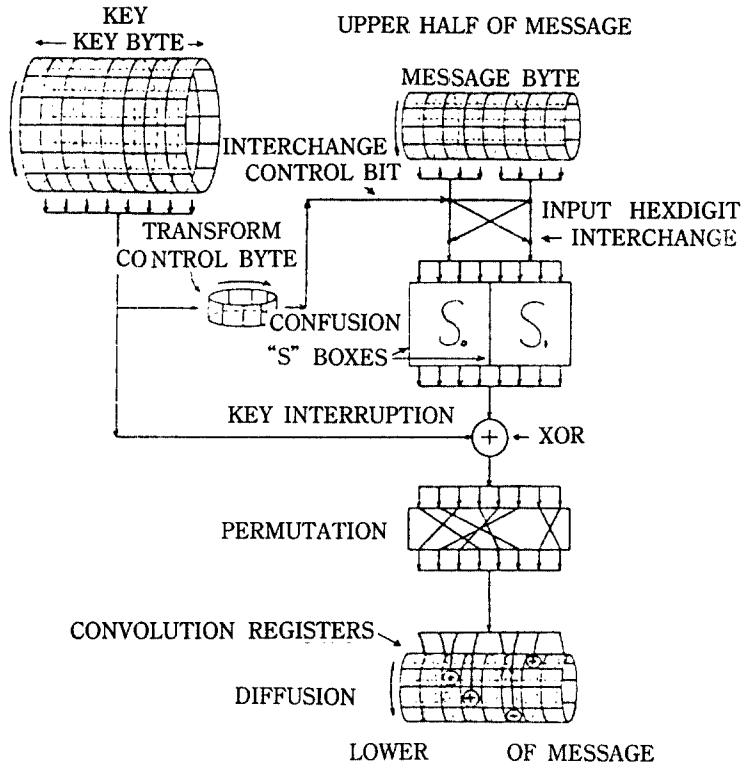 KEY
KEY BYTE
UPPER HALF OF MESSAGE
MESSAGE BYTE
INTERCHANGE
CONTROL BIT
INPUT HEXDIGIT
INTERCHANGE
TRANSFORM
CONTROL BYTE
CONFUSION
S₀ S₁
"S" BOXES
KEY INTERRUPTION
+
XOR
PERMUTATION
CONVOLUTION REGISTERS
DIFFUSION
LOWER OF MESSAGE